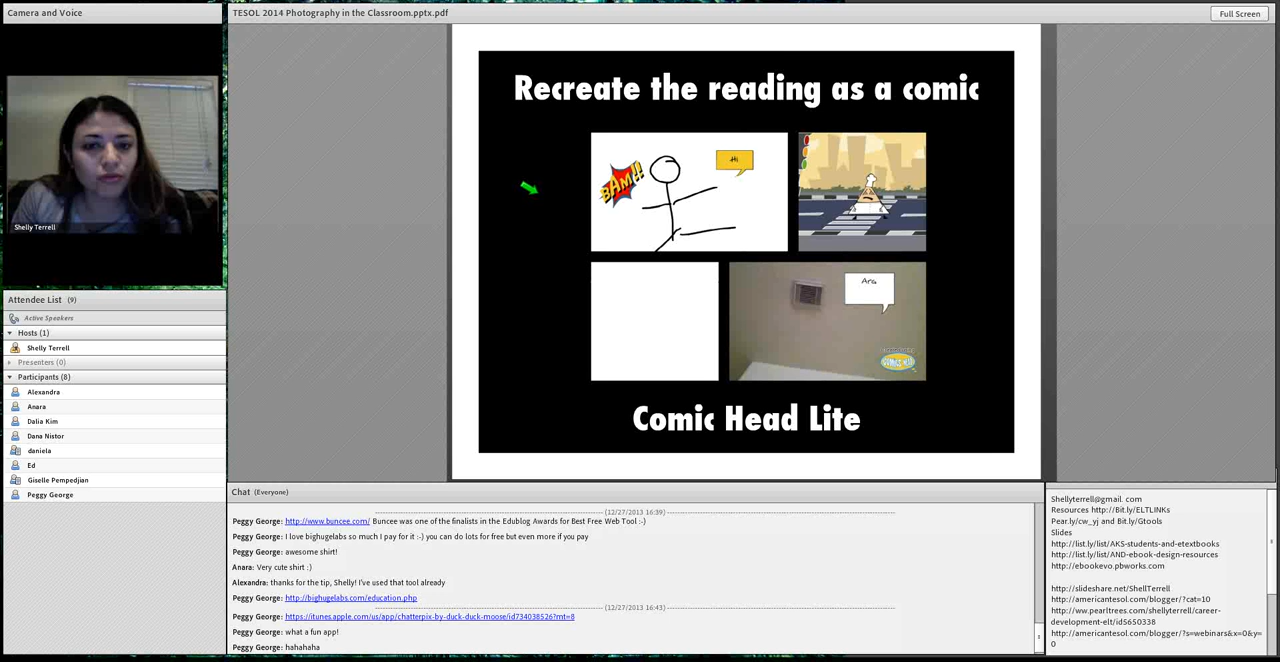 Camera and Voice
Shelly Terrell
Attendee List (9)
Active Speakers
Hosts (1)
Shelly Terrell
Presenters (0)
Participants (8)
Alexandra
Anara
Dalia Kim
Dana Nistor
daniela
Ed
Giselle Pempedjian
Peggy George
TESOL 2014 Photography in the Classroom.pptx.pdf
Full Screen
Recreate the reading as a comic
BAM!!
Hi
Ara
Comic Head Lite
Chat (Everyone)
(12/27/2013 16:39)
Peggy George: http://www.buncee.com/ Buncee was one of the finalists in the Edublog Awards for Best Free Web Tool :-)
Peggy George: I love bighugelabs so much I pay for it :-) you can do lots for free but even more if you pay
Peggy George: awesome shirt!
Anara: Very cute shirt :)
Alexandra: thanks for the tip, Shelly! I've used that tool already
Peggy George: http://bighugelabs.com/education.php
(12/27/2013 16:43)
Peggy George: https://itunes.apple.com/us/app/chatterpix-by-duck-duck-moose/id734038526?mt=8
Peggy George: what a fun app!
Peggy George: hahahaha
Shellyterrell@gmail. com
Resources http://Bit.ly/ELTLINKs
Pear.ly/cw_yj and Bit.ly/Gtools
Slides
http://list.ly/list/AKS-students-and-etextbooks
http://list.ly/list/AND-ebook-design-resources
http://ebookevo.pbworks.com
http://slideshare.net/ShellTerrell
http://americantesol.com/blogger/?cat=10
http://ww.pearltrees.com/shellyterrell/career-
development-elt/id5650338
http://americantesol.com/blogger/?s=webinars&x=0&y=
0